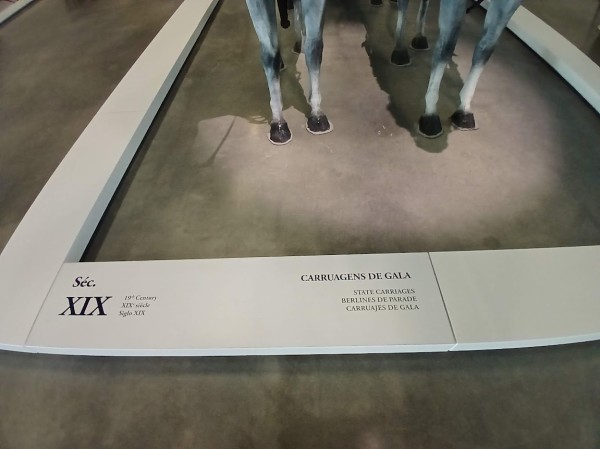 Séc.
XIX
19th Century
XIXe siècle
Siglo XIX
CARRUAGENS DE GALA
STATE CARRIAGES
BERLINES DE PARADE
CARRUAJES DE GALA